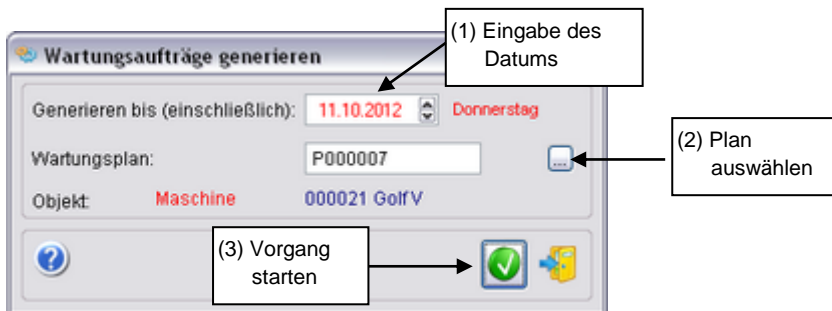 (1) Eingabe des
Datums
Wartungsaufträge generieren
Generieren bis (einschließlich): 11.10.2012 Donnerstag
(2) Plan
auswählen
Wartungsplan: P000007 ...
Objekt: Maschine 000021 Golf V
(3) Vorgang
starten
?